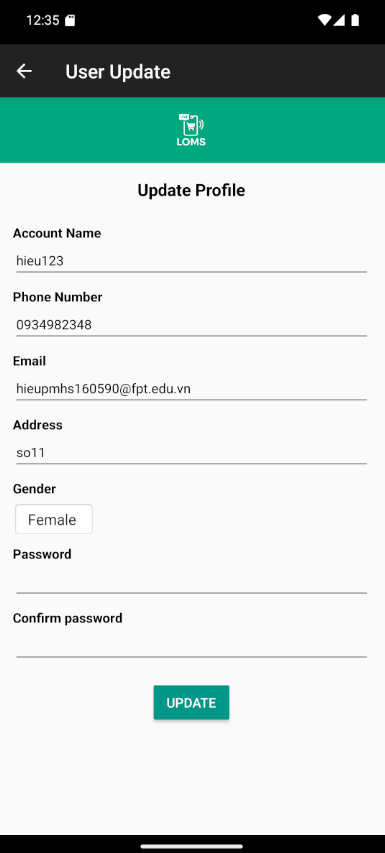 12:35
User Update
LOMS
Update Profile
Account Name
hieu123
Phone Number
0934982348
Email
hieupmhs160590@fpt.edu.vn
Address
so11
Gender
Female
Password
Confirm password
UPDATE